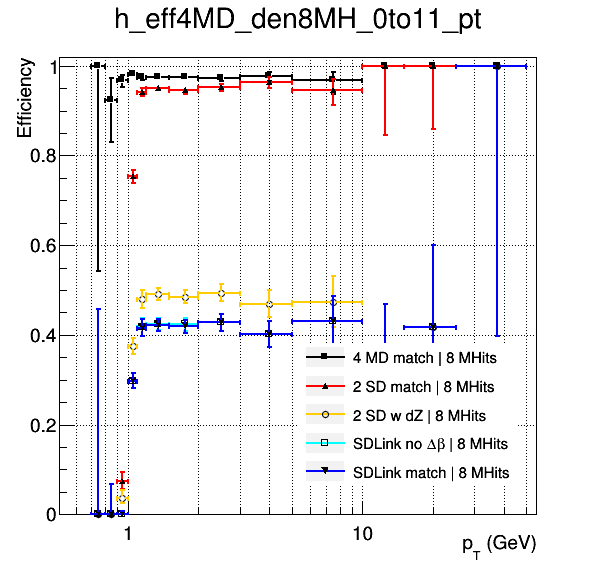 h_eff4MD_den8MH_0to11_pt
Efficiency
1
0.8
0.6
0.4
0.2
0
4 MD match | 8 MHits
2 SD match | 8 MHits
2 SD w dZ | 8 MHits
SDLink no Δβ | 8 MHits
SDLink match | 8 MHits
1
10
p_T (GeV)